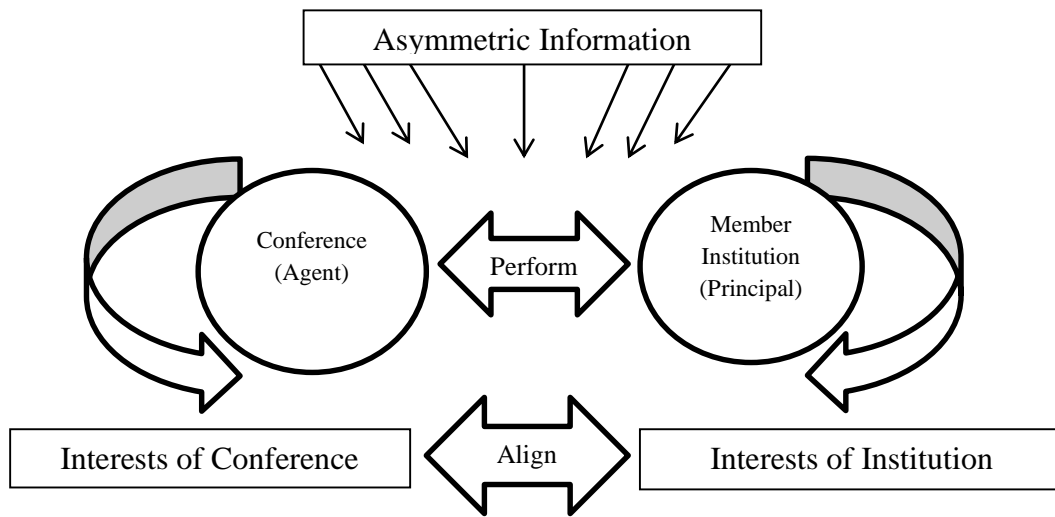 Asymmetric Information
Conference
(Agent)
Perform
Member
Institution
(Principal)
Interests of Conference
Align
Interests of Institution